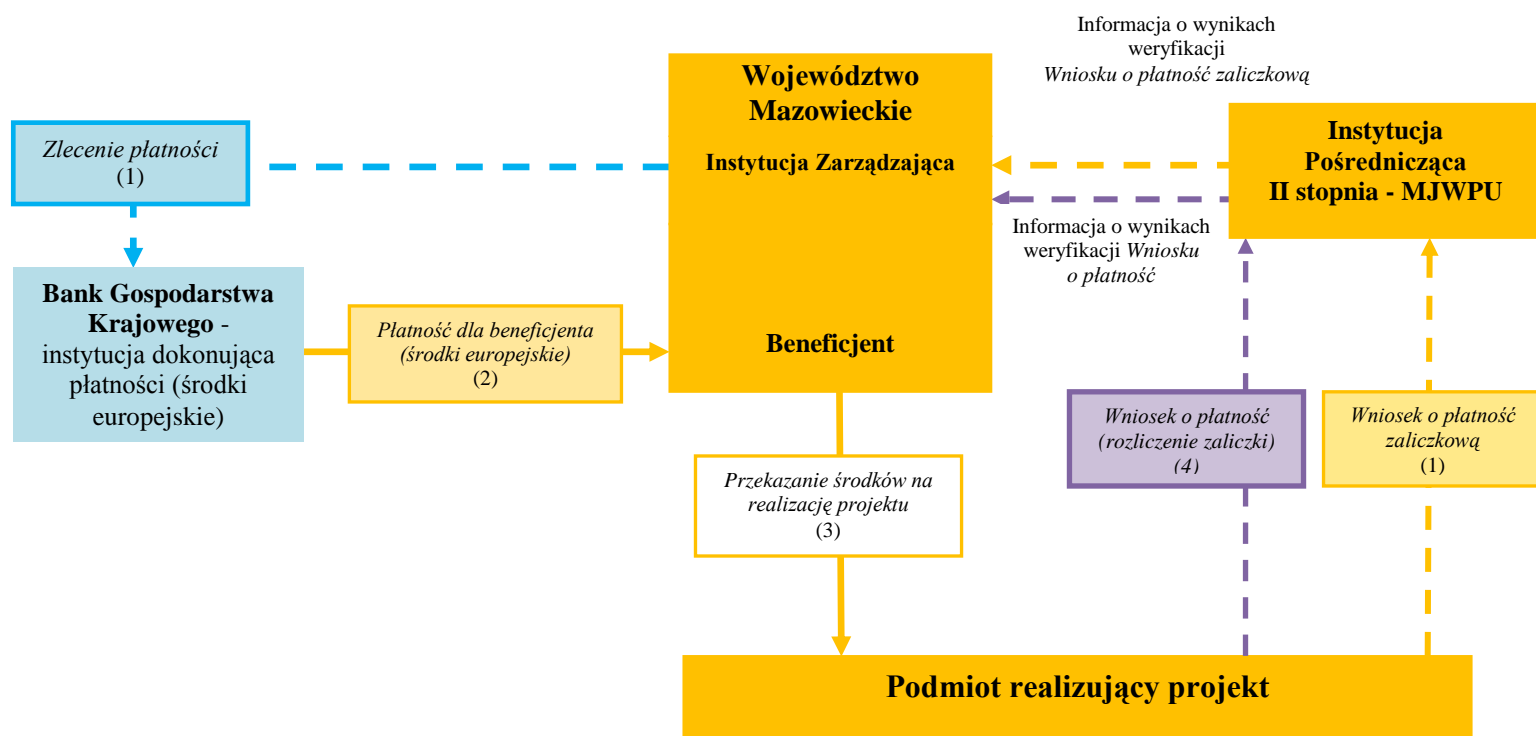 Informacja o wynikach
weryfikacji
Wniosku o płatność zaliczkową
Województwo
Mazowieckie
Instytucja Zarządzająca
Beneficjent
Zlecenie płatności
(1)
Instytucja
Pośrednicząca
II stopnia - MJWPU
Informacja o wynikach
weryfikacji Wniosku
o płatność
Bank Gospodarstwa
Krajowego -
instytucja dokonująca
płatności (środki
europejskie)
Płatność dla beneficjenta
(środki europejskie)
(2)
Wniosek o płatność
(rozliczenie zaliczki)
(4)
Wniosek o płatność
zaliczkową
(1)
Przekazanie środków na
realizację projektu
(3)
Podmiot realizujący projekt